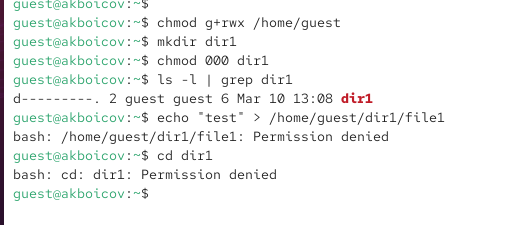 guest@akboicov:~$
guest@akboicov:~$ chmod g+rwx /home/guest
guest@akboicov:~$ mkdir dir1
guest@akboicov:~$ chmod 000 dir1
guest@akboicov:~$ ls -l | grep dir1
d---------. 2 guest guest 6 Mar 10 13:08 dir1
guest@akboicov:~$ echo "test" > /home/guest/dir1/file1
bash: /home/guest/dir1/file1: Permission denied
guest@akboicov:~$ cd dir1
bash: cd: dir1: Permission denied
guest@akboicov:~$